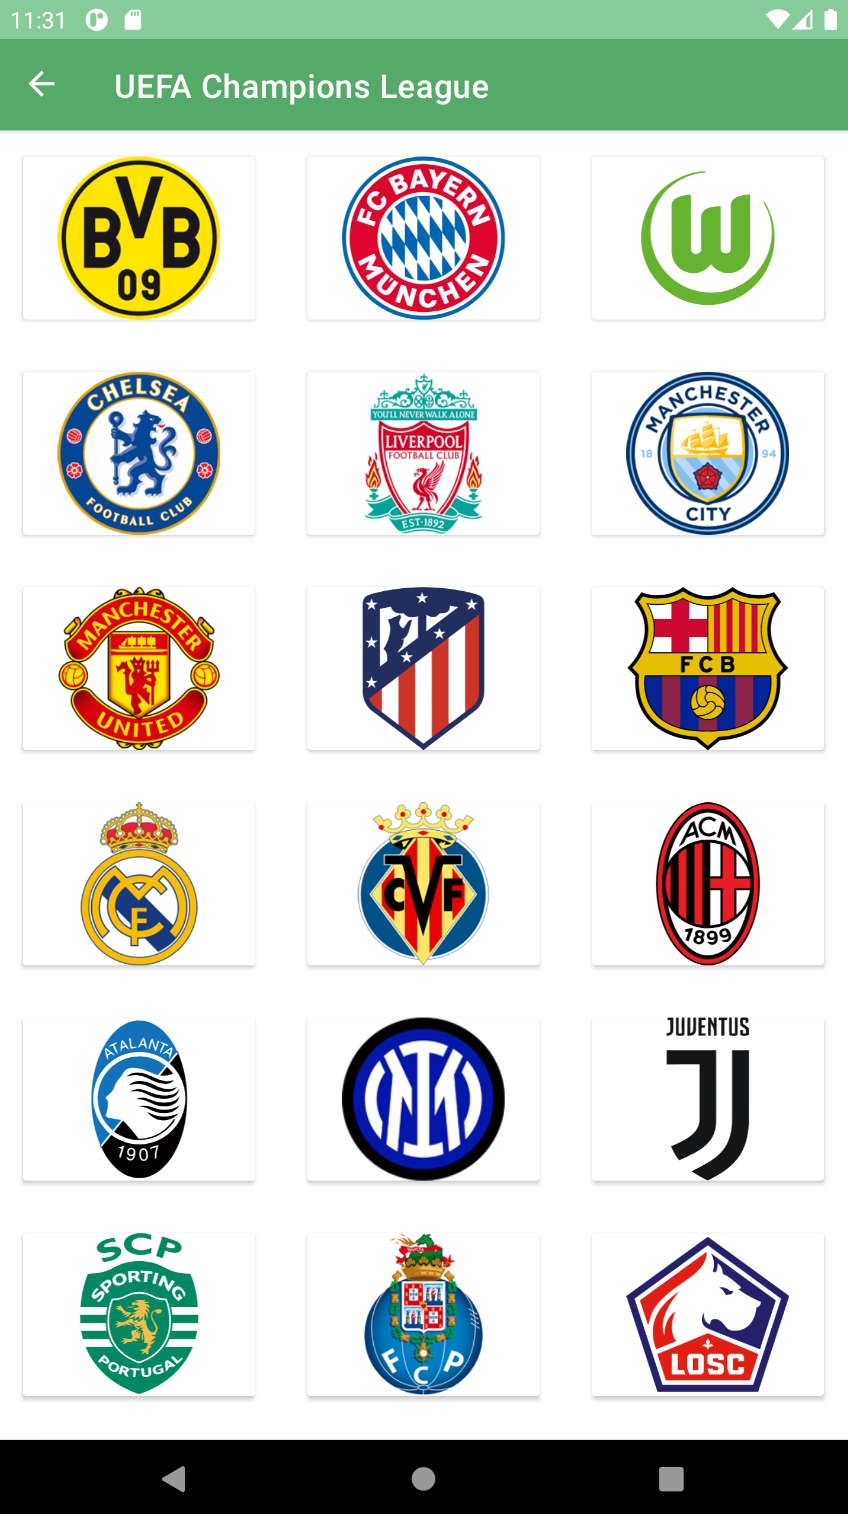 11:31
UEFA Champions League
BVB
09
FC BAYERN
MÜNCHEN
W
CHELSEA
FOOTBALL CLUB
YOU'LL NEVER WALK ALONE
LIVERPOOL
FOOTBALL CLUB
EST·1892
MANCHESTER
18 94
CITY
MANCHESTER
UNITED
FCB
CVF
ACM
1899
ATALANTA
1907
JUVENTUS
SCP
SPORTING
PORTUGAL
FCP
LOSC